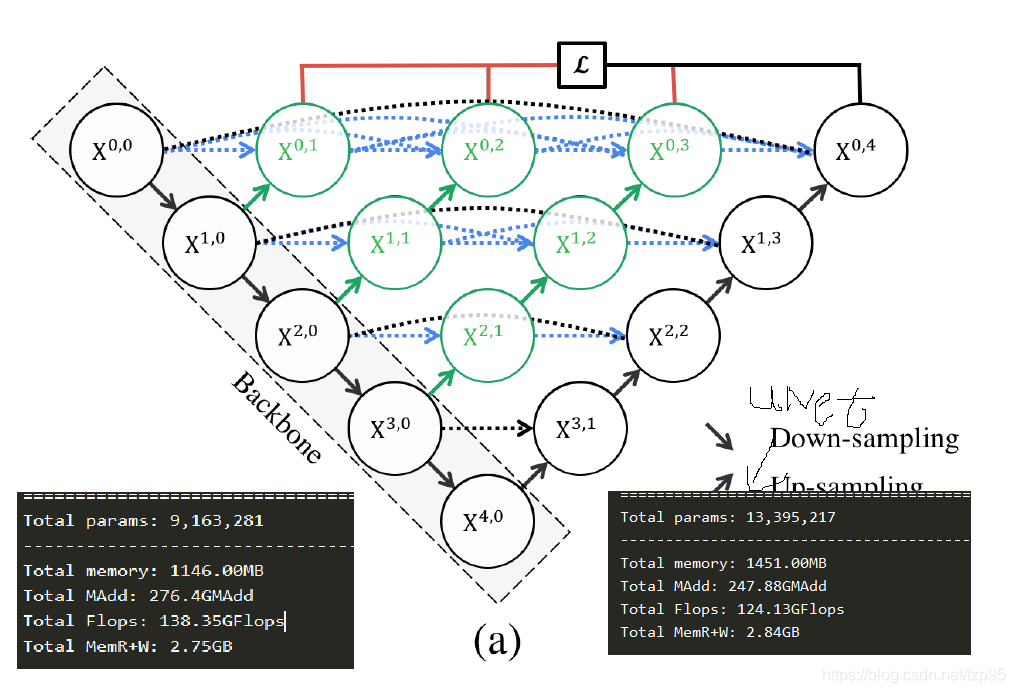 ℒ
X^0,0 X^0,1 X^0,2 X^0,3 X^0,4
X^1,0 X^1,1 X^1,2 X^1,3
X^2,0 X^2,1 X^2,2
X^3,0 X^3,1
X^4,0
Backbone
unet
Down-sampling
Up-sampling
Total params: 9,163,281
Total memory: 1146.00MB
Total MAdd: 276.4GMAdd
Total Flops: 138.35GFlops
Total MemR+W: 2.75GB
Total params: 13,395,217
Total memory: 1451.00MB
Total MAdd: 247.88GMAdd
Total Flops: 124.13GFlops
Total MemR+W: 2.84GB
(a)
https://blog.csdn.net/fzp95